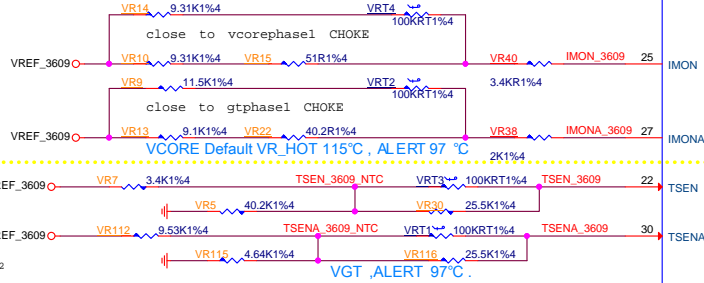 VR14 9.31K1%4 VRT4
100KRT1%4
close to vcorephase1 CHOKE
VREF_3609 VR10 9.31K1%4 VR15 51R1%4 VR40 IMON_3609 25 IMON
3.4KR1%4
VR9 11.5K1%4 VRT2
100KRT1%4
close to gtphase1 CHOKE
VREF_3609 VR13 9.1K1%4 VR22 40.2R1%4 VR38 IMONA_3609 27 IMONA
VCORE Default VR_HOT 115°C , ALERT 97 °C
2K1%4
EF_3609 VR7 3.4K1%4 TSEN_3609_NTC VRT3 100KRT1%4 TSEN_3609 22 TSEN
VR5 40.2K1%4 VR30 25.5K1%4
EF_3609 VR112 9.53K1%4 TSENA_3609_NTC VRT1 100KRT1%4 TSENA_3609 30 TSENA
VR115 4.64K1%4 VR116 25.5K1%4
2
VGT ,ALERT 97°C .